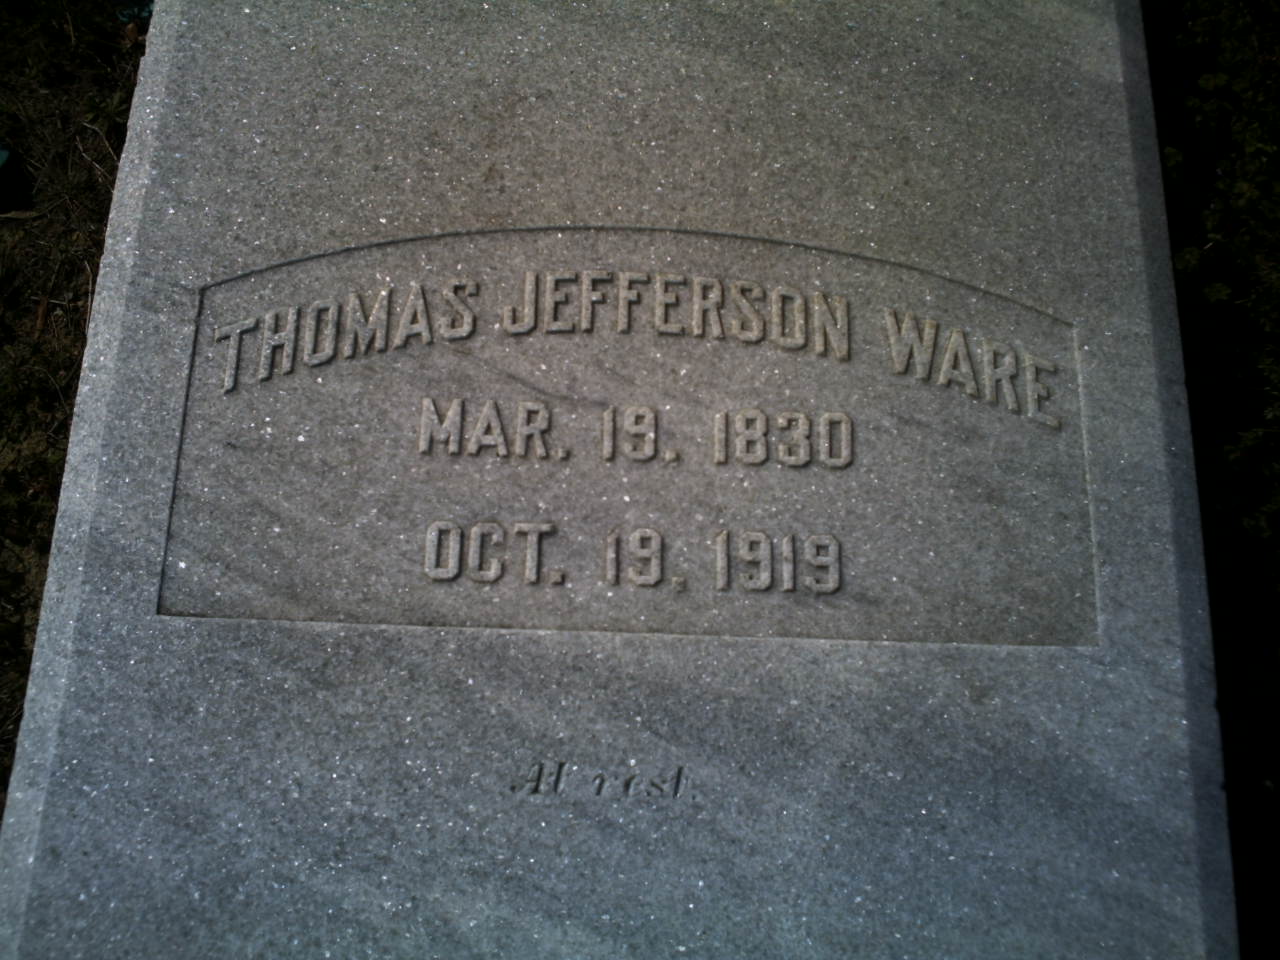 THOMAS JEFFERSON WARE
MAR. 19. 1830
OCT. 19. 1919
At rest.